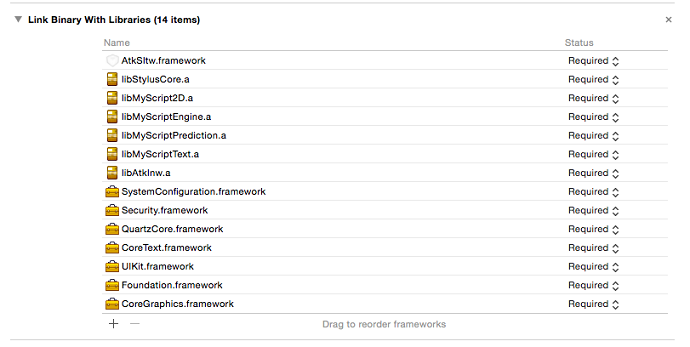 Link Binary With Libraries (14 items)
Name Status
AtkSltw.framework Required
libStylusCore.a Required
libMyScript2D.a Required
libMyScriptEngine.a Required
libMyScriptPrediction.a Required
libMyScriptText.a Required
libAtkInw.a Required
SystemConfiguration.framework Required
Security.framework Required
QuartzCore.framework Required
CoreText.framework Required
UIKit.framework Required
Foundation.framework Required
CoreGraphics.framework Required
Drag to reorder frameworks